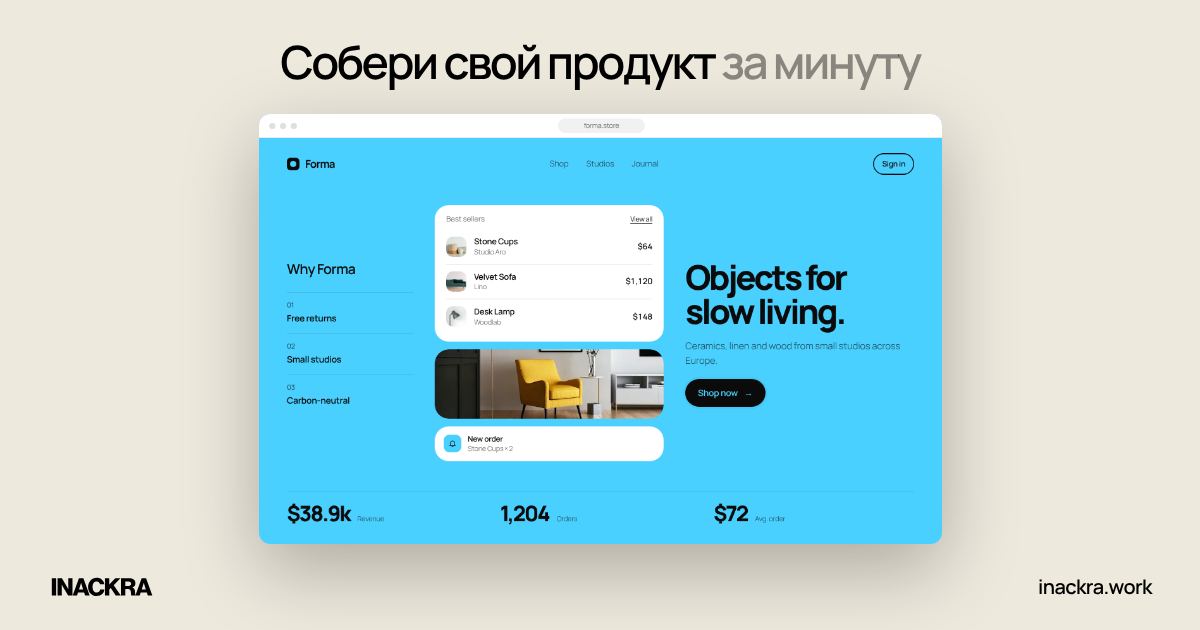 Собери свой продукт за минуту
forma.store
Forma
Shop
Studios
Journal
Sign in
Why Forma
01
Free returns
02
Small studios
03
Carbon-neutral
Best sellers
View all
Stone Cups
Studio Aro
$64
Velvet Sofa
Lino
$1,120
Desk Lamp
Woodlab
$148
New order
Stone Cups × 2
Objects for
slow living.
Ceramics, linen and wood from small studios across
Europe.
Shop now →
$38.9k Revenue
1,204 Orders
$72 Avg. order
INACKRA
inackra.work